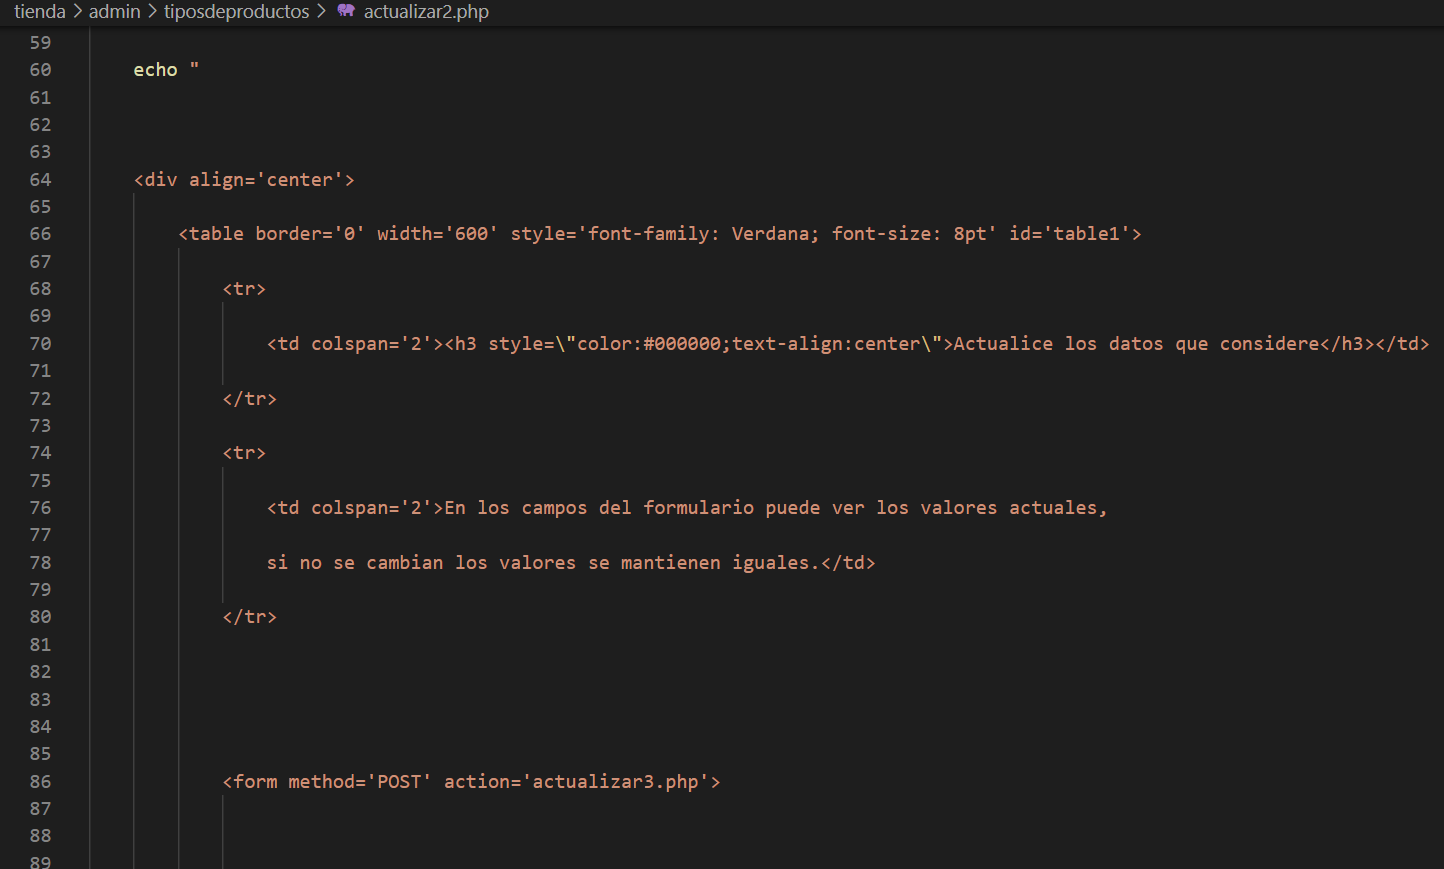 tienda > admin > tiposdeproductos > actualizar2.php
59
60 echo "
61
62
63
64 <div align='center'>
65
66 <table border='0' width='600' style='font-family: Verdana; font-size: 8pt' id='table1'>
67
68 <tr>
69
70 <td colspan='2'><h3 style=\"color:#000000;text-align:center\">Actualice los datos que considere</h3></td>
71
72 </tr>
73
74 <tr>
75
76 <td colspan='2'>En los campos del formulario puede ver los valores actuales,
77
78 si no se cambian los valores se mantienen iguales.</td>
79
80 </tr>
81
82
83
84
85
86 <form method='POST' action='actualizar3.php'>
87
88
89